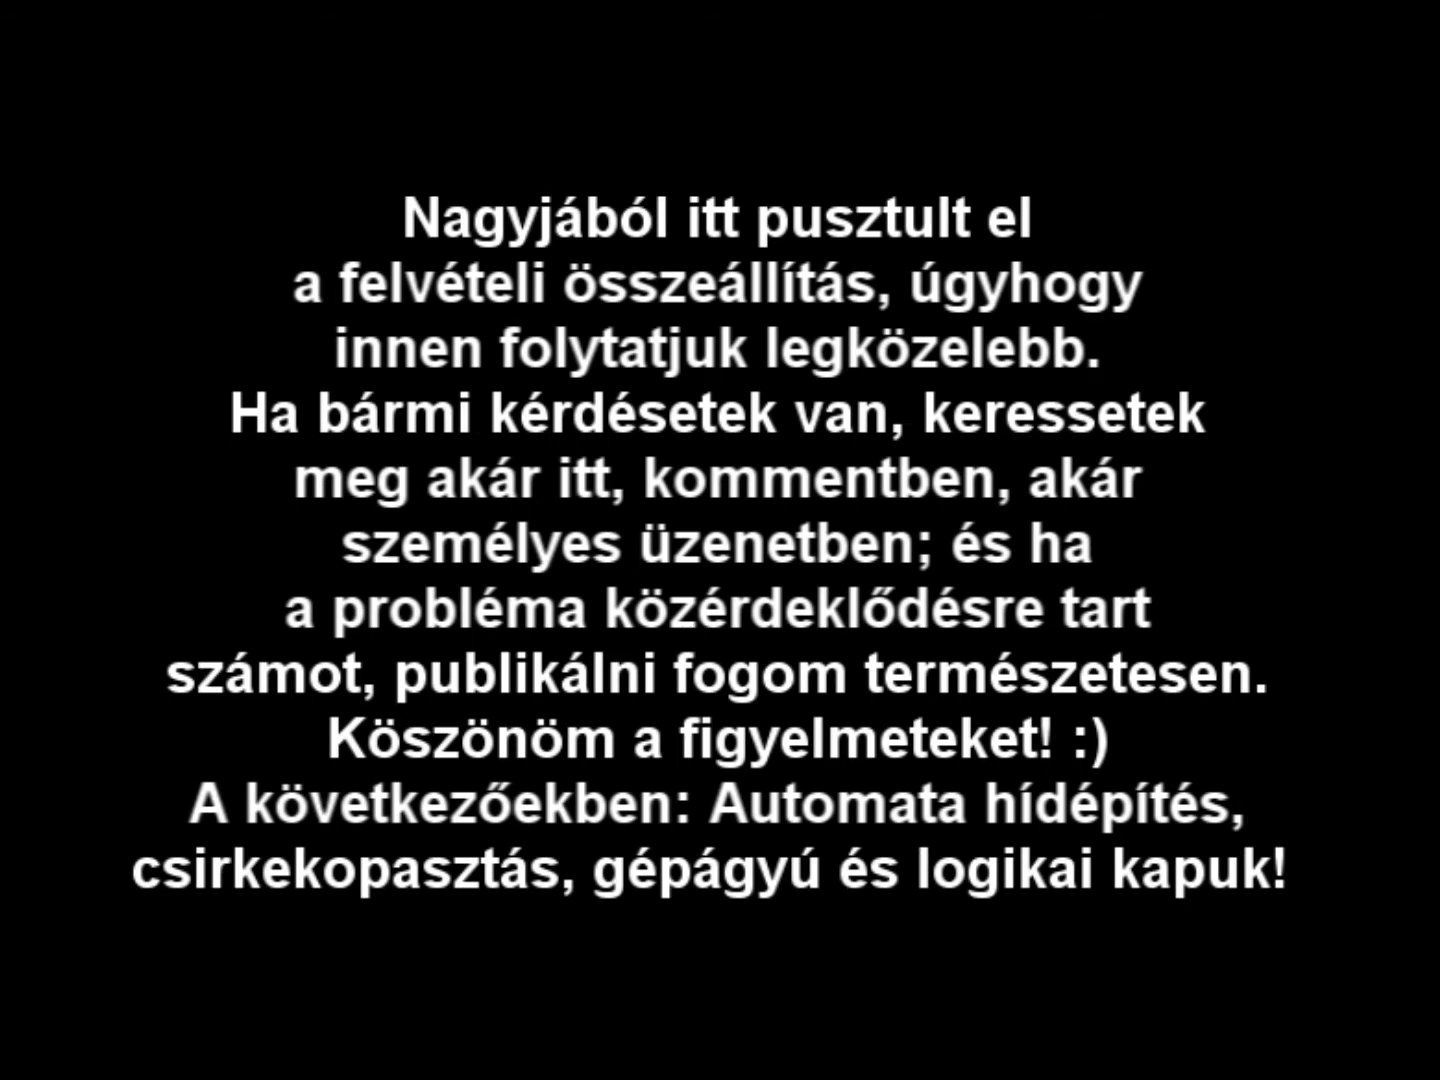 Nagyjából itt pusztult el
a felvételi összeállítás, úgyhogy
innen folytatjuk legközelebb.
Ha bármi kérdésetek van, keressetek
meg akár itt, kommentben, akár
személyes üzenetben; és ha
a probléma közérdeklődésre tart
számot, publikálni fogom természetesen.
Köszönöm a figyelmeteket! :)
A következőekben: Automata hídépítés,
csirkekopasztás, gépágyú és logikai kapuk!